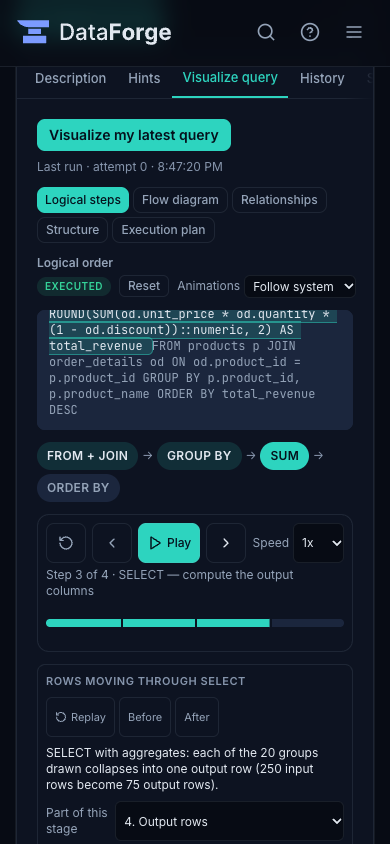 DataForge
Description Hints Visualize query History
Visualize my latest query
Last run · attempt 0 · 8:47:20 PM
Logical steps Flow diagram Relationships
Structure Execution plan
Logical order
EXECUTED Reset Animations Follow system
ROUND(SUM(od.unit_price * od.quantity *
(1 - od.discount))::numeric, 2) AS
total_revenue FROM products p JOIN
order_details od ON od.product_id =
p.product_id GROUP BY p.product_id,
p.product_name ORDER BY total_revenue
DESC
FROM + JOIN → GROUP BY → SUM →
ORDER BY
Play Speed 1x
Step 3 of 4 · SELECT — compute the output
columns
ROWS MOVING THROUGH SELECT
Replay Before After
SELECT with aggregates: each of the 20 groups
drawn collapses into one output row (250 input
rows become 75 output rows).
Part of this
stage
4. Output rows